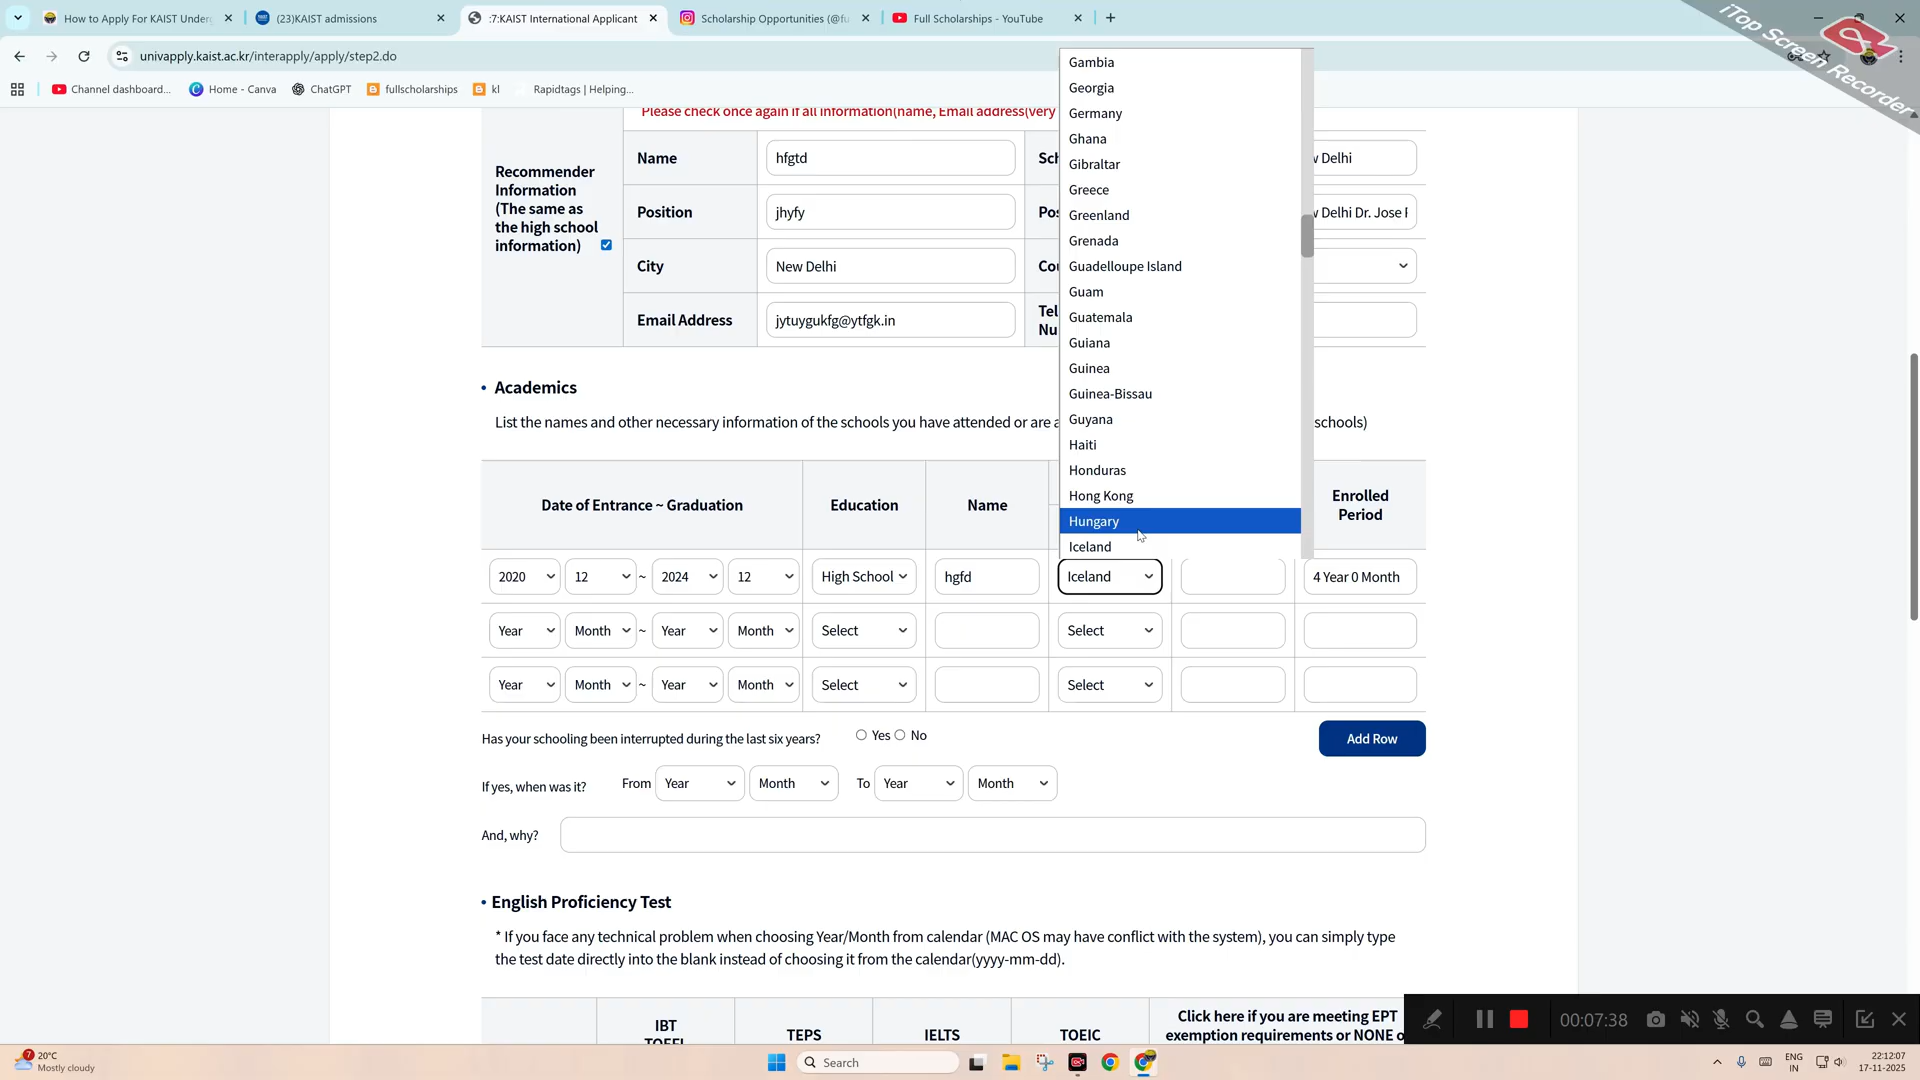 How to Apply For KAIST Underg
(23)KAIST admissions
:7:KAIST International Applicant
Scholarship Opportunities (@fu
Full Scholarships - YouTube
univapply.kaist.ac.kr/interapply/apply/step2.do
iTop Screen Recorder
Channel dashboard...
Home - Canva
ChatGPT
fullscholarships
kl
Rapidtags | Helping...
Please check once again if all information(name, Email address(very
Recommender
Information
(The same as
the high school
information)
Name
hfgtd
Sch
v Delhi
Position
jhyfy
Pos
v Delhi Dr. Jose F
City
New Delhi
Cou
Email Address
jytuygukfg@ytfgk.in
Tel
Nu
Gambia
Georgia
Germany
Ghana
Gibraltar
Greece
Greenland
Grenada
Guadelloupe Island
Guam
Guatemala
Guiana
Guinea
Guinea-Bissau
Guyana
Haiti
Honduras
Hong Kong
Hungary
Iceland
Academics
List the names and other necessary information of the schools you have attended or are a
schools)
Date of Entrance ~ Graduation
Education
Name
Enrolled
Period
2020 12 ~ 2024 12 High School hgfd Iceland 4 Year 0 Month
Year Month ~ Year Month Select Select
Year Month ~ Year Month Select Select
Has your schooling been interrupted during the last six years? Yes No
Add Row
If yes, when was it? From Year Month To Year Month
And, why?
English Proficiency Test
* If you face any technical problem when choosing Year/Month from calendar (MAC OS may have conflict with the system), you can simply type
the test date directly into the blank instead of choosing it from the calendar(yyyy-mm-dd).
IBT
TOEFL
TEPS
IELTS
TOEIC
Click here if you are meeting EPT
exemption requirements or NONE o
00:07:38
7
20°C
Mostly cloudy
Search
ENG
IN
22:12:07
17-11-2025